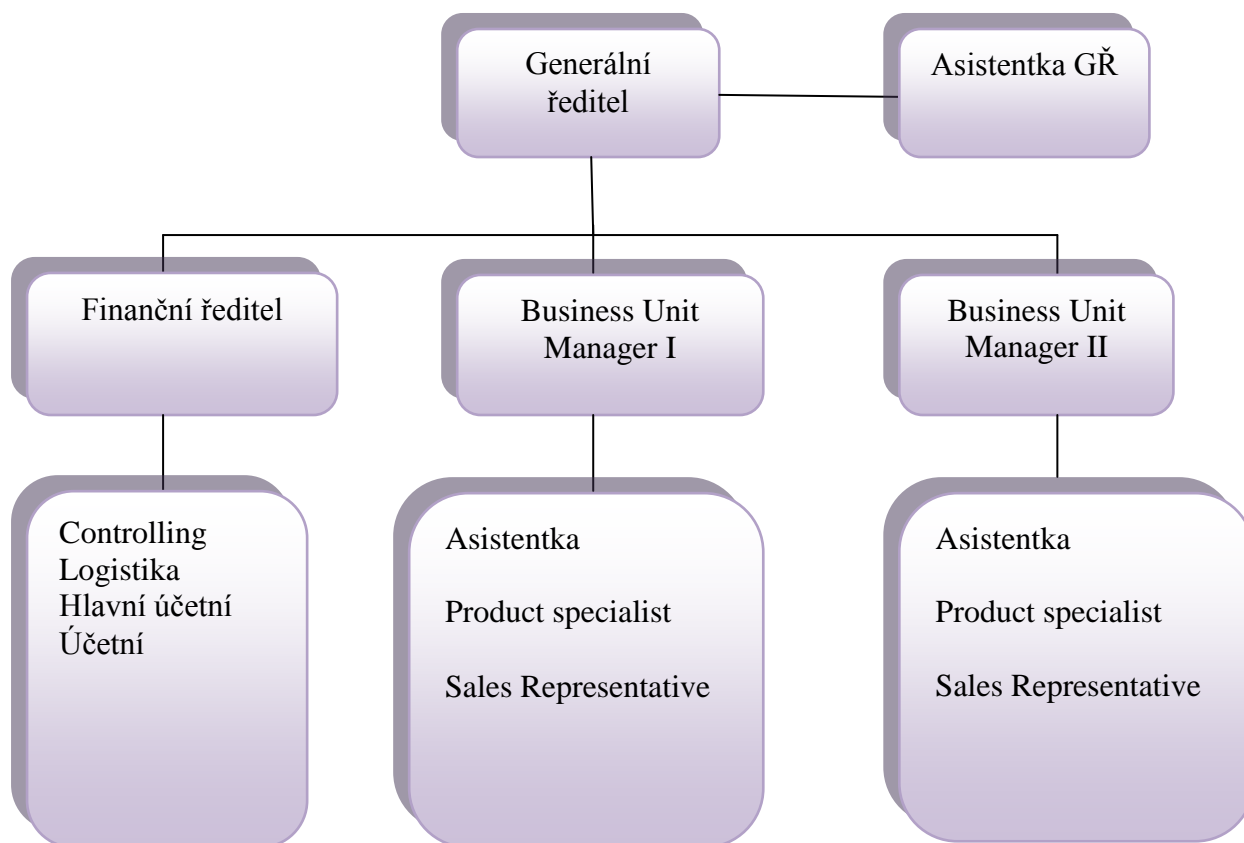 Generální
ředitel
Asistentka GŘ
Finanční ředitel
Business Unit
Manager I
Business Unit
Manager II
Controlling
Logistika
Hlavní účetní
Účetní
Asistentka
Product specialist
Sales Representative
Asistentka
Product specialist
Sales Representative